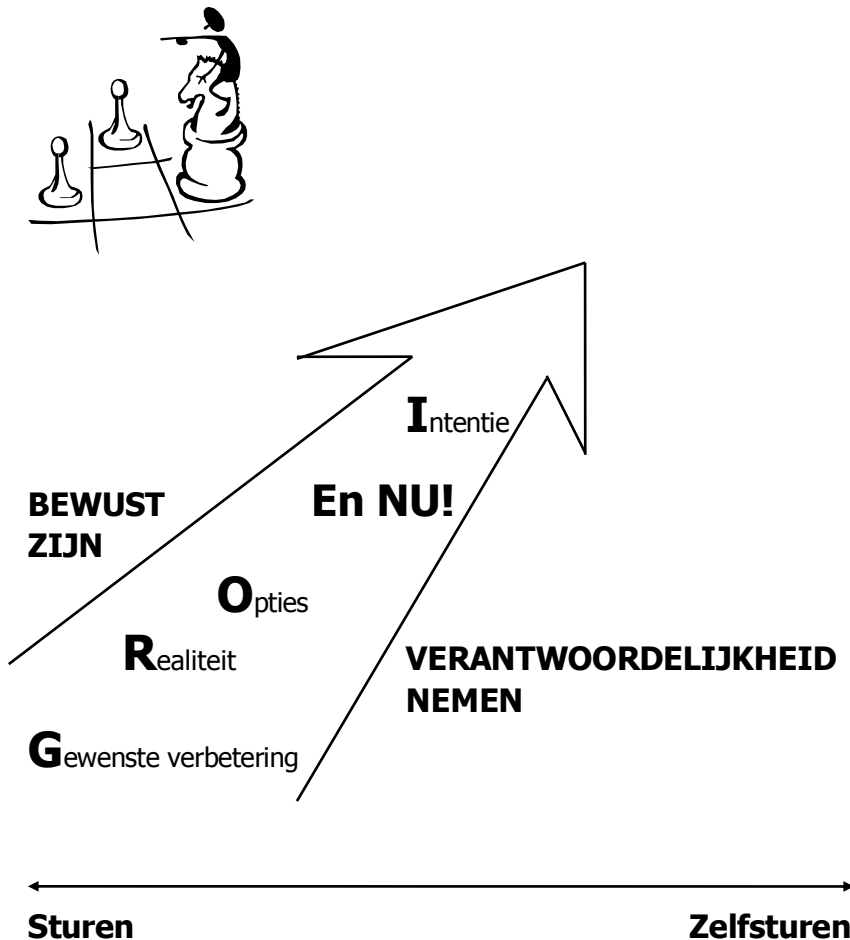 Intentie
En NU!
BEWUST
ZIJN
Opties
Realiteit
VERANTWOORDELIJKHEID
NEMEN
Gewenste verbetering
Sturen
Zelfsturen